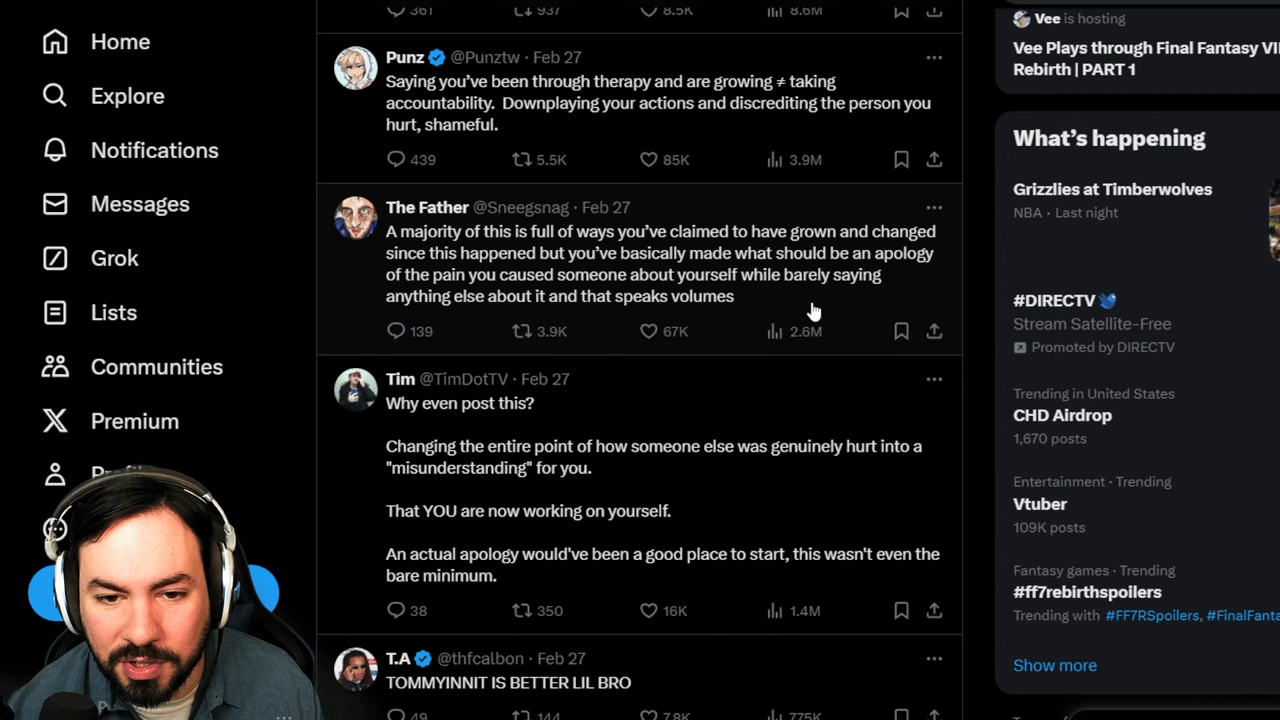 Home
Explore
Notifications
Messages
Grok
Lists
Communities
Premium
361 937 8.5K 8.6M
Punz @Punztw · Feb 27
Saying you've been through therapy and are growing ≠ taking
accountability.  Downplaying your actions and discrediting the person you
hurt, shameful.
439 5.5K 85K 3.9M
The Father @Sneegsnag · Feb 27
A majority of this is full of ways you've claimed to have grown and changed
since this happened but you've basically made what should be an apology
of the pain you caused someone about yourself while barely saying
anything else about it and that speaks volumes
139 3.9K 67K 2.6M
Tim @TimDotTV · Feb 27
Why even post this?
Changing the entire point of how someone else was genuinely hurt into a
"misunderstanding" for you.
That YOU are now working on yourself.
An actual apology would've been a good place to start, this wasn't even the
bare minimum.
38 350 16K 1.4M
T.A @thfcalbon · Feb 27
TOMMYINNIT IS BETTER LIL BRO
49 144 7.8K 775K
Vee is hosting
Vee Plays through Final Fantasy VII
Rebirth | PART 1
What's happening
Grizzlies at Timberwolves
NBA · Last night
#DIRECTV
Stream Satellite-Free
Promoted by DIRECTV
Trending in United States
CHD Airdrop
1,670 posts
Entertainment · Trending
Vtuber
109K posts
Fantasy games · Trending
#ff7rebirthspoilers
Trending with #FF7RSpoilers, #FinalFanta
Show more